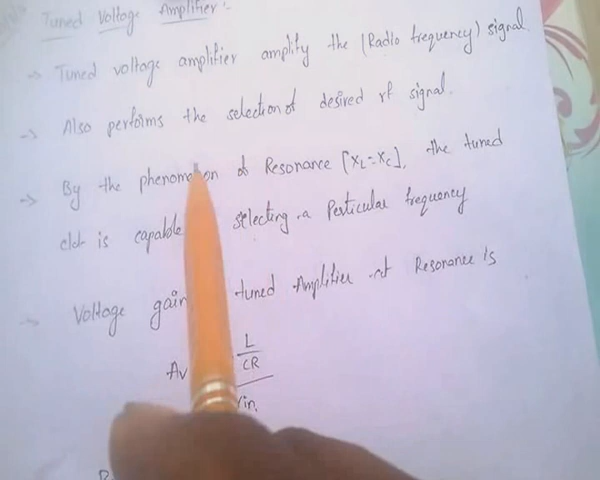 Tuned Voltage Amplifier:-
-> Tuned voltage amplifier amplify the (Radio frequency) signal.
-> Also performs the selection of desired rf signal.
-> By the phenomenon of Resonance [XL=XC], the tuned
ckt is capable selecting a Perticular frequency
-> Voltage gain tuned Amplifier at Resonance is
Av L
CR
in